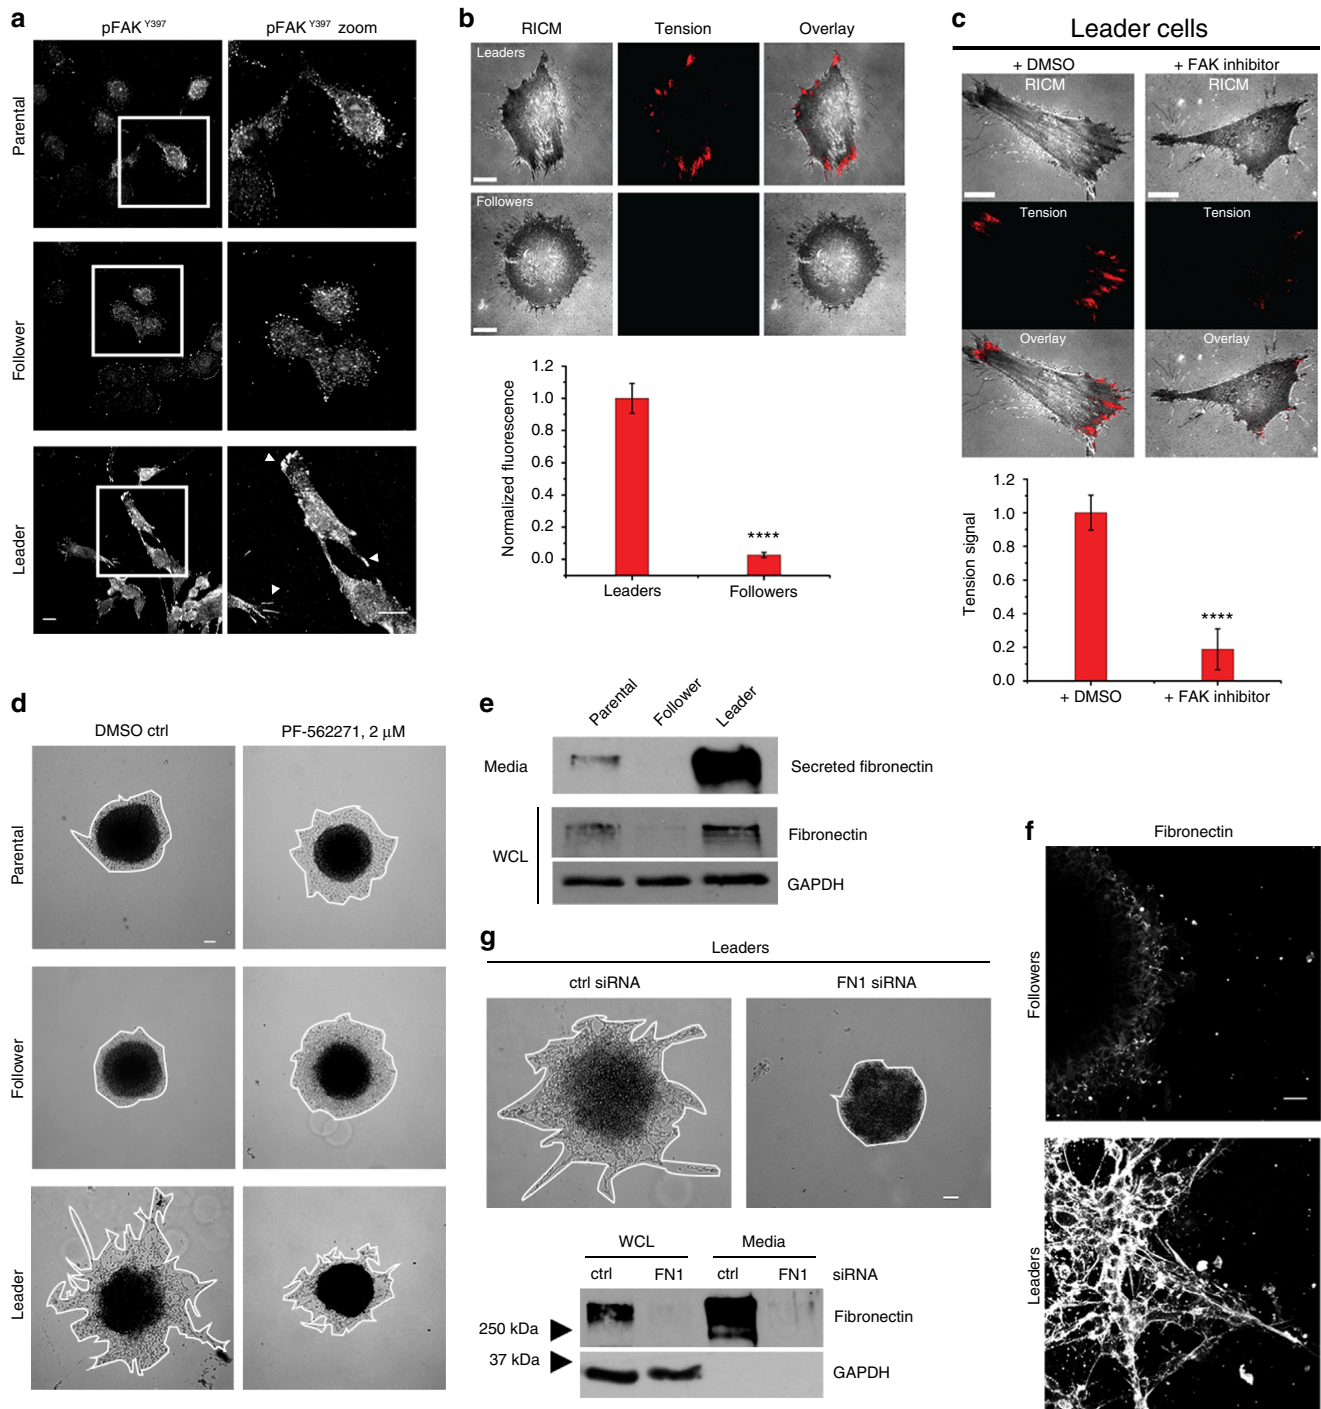 a
pFAK Y397
pFAK Y397 zoom
Parental
Follower
Leader
b
RICM
Tension
Overlay
Leaders
Followers
Normalized fluorescence
1.2
1.0
0.8
0.6
0.4
0.2
0.0
****
Leaders
Followers
c
Leader cells
+ DMSO
+ FAK inhibitor
RICM
RICM
Tension
Tension
Overlay
Overlay
Tension signal
1.2
1.0
0.8
0.6
0.4
0.2
0.0
****
+ DMSO
+ FAK inhibitor
d
DMSO ctrl
PF-562271, 2 µM
Parental
Follower
Leader
e
Parental
Follower
Leader
Media
Secreted fibronectin
WCL
Fibronectin
GAPDH
f
Fibronectin
Followers
Leaders
g
Leaders
ctrl siRNA
FN1 siRNA
WCL
Media
ctrl
FN1
ctrl
FN1
siRNA
Fibronectin
250 kDa
37 kDa
GAPDH